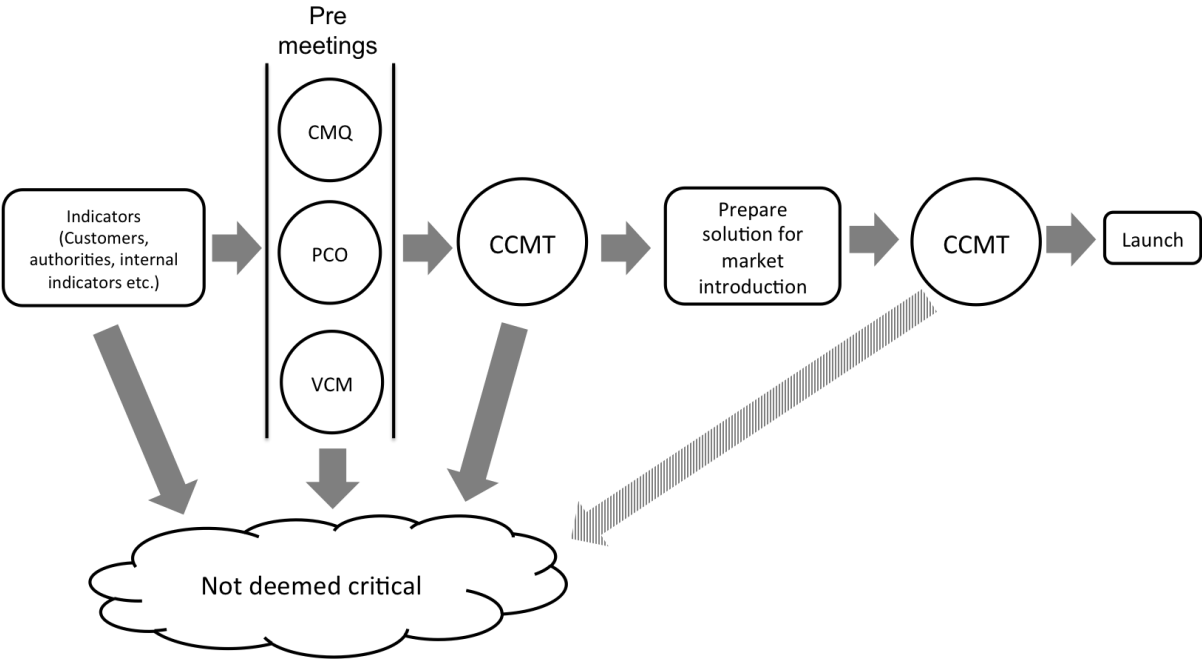 Pre
meetings
CMQ
Indicators
(Customers,
authorities, internal
indicators etc.)
PCO
VCM
CCMT
Prepare
solution for
market
introduction
CCMT
Launch
Not deemed critical